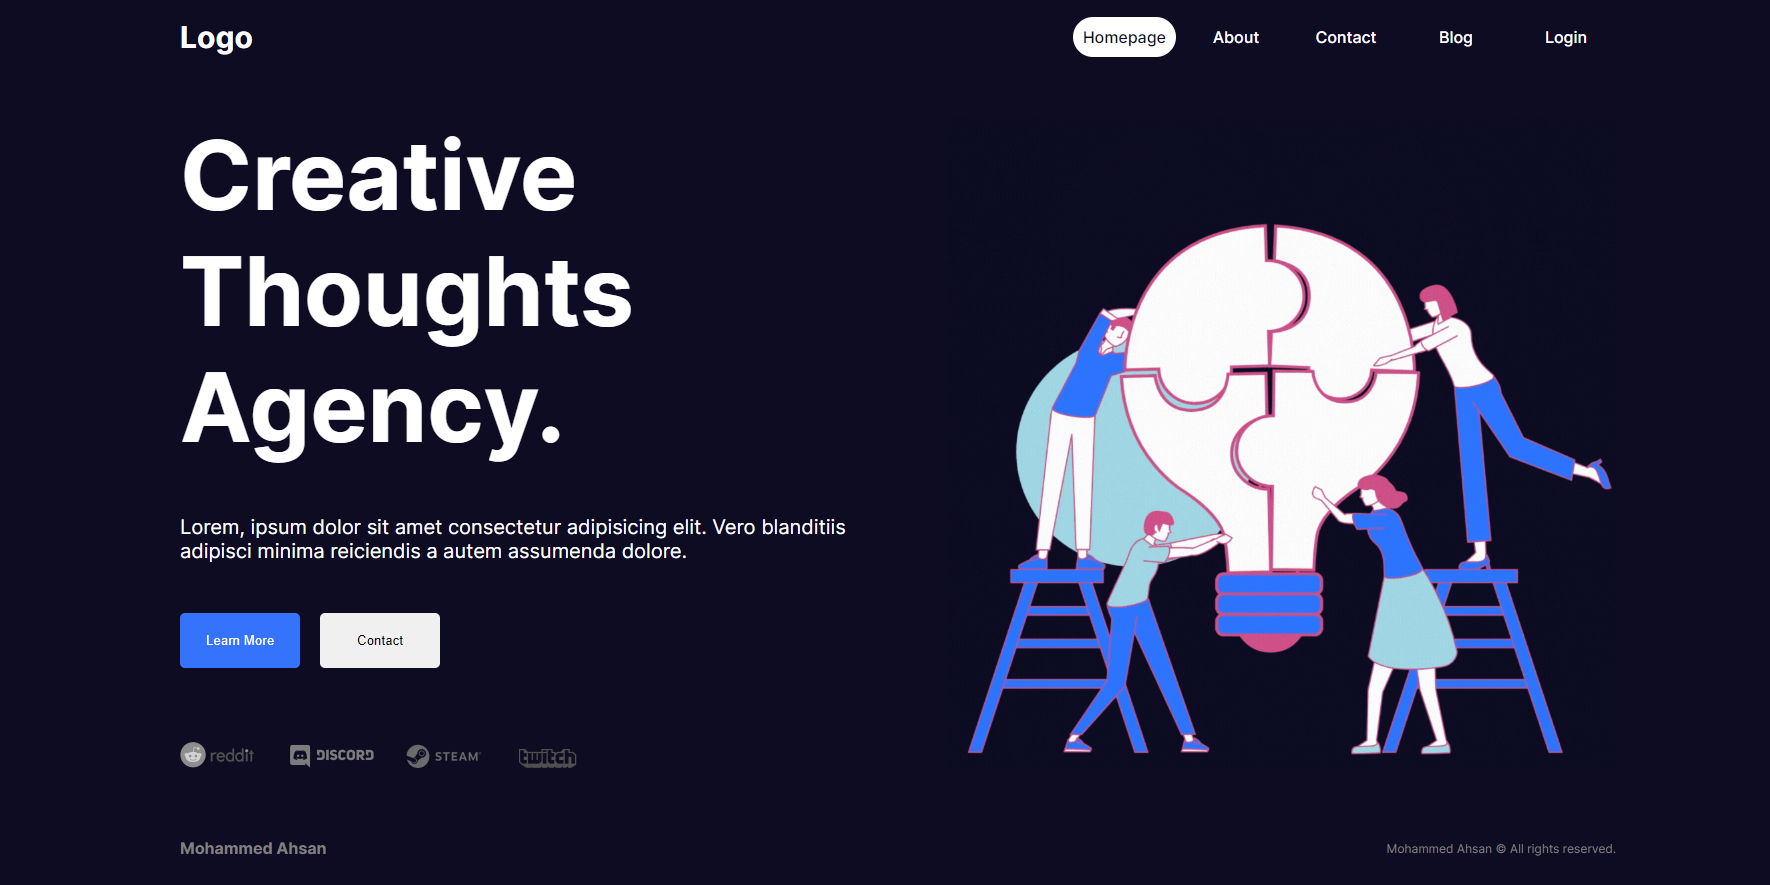 Logo
Homepage About Contact Blog Login
Creative
Thoughts
Agency.
Lorem, ipsum dolor sit amet consectetur adipisicing elit. Vero blanditiis
adipisci minima reiciendis a autem assumenda dolore.
Learn More Contact
reddit DISCORD STEAM twitch
Mohammed Ahsan Mohammed Ahsan © All rights reserved.